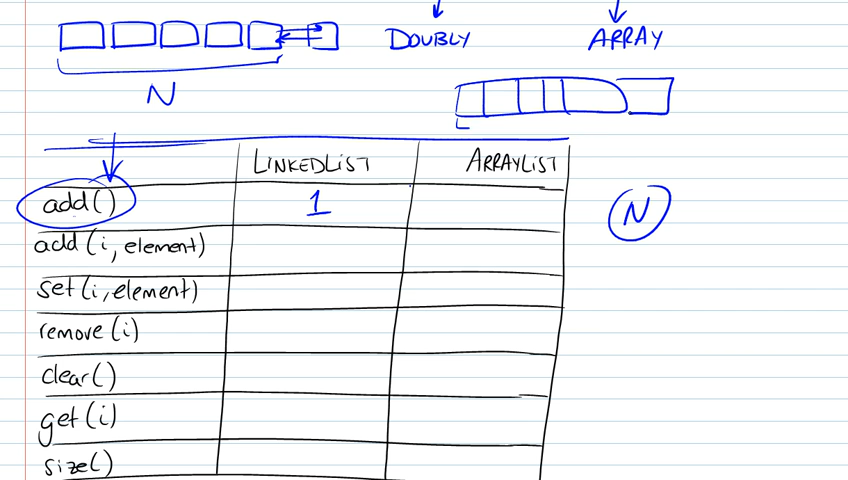 DOUBLY ARRAY
N
LINKEDLIST ARRAYLIST
add() 1 N
add (i, element)
set (i, element)
remove (i)
clear()
get (i)
size()